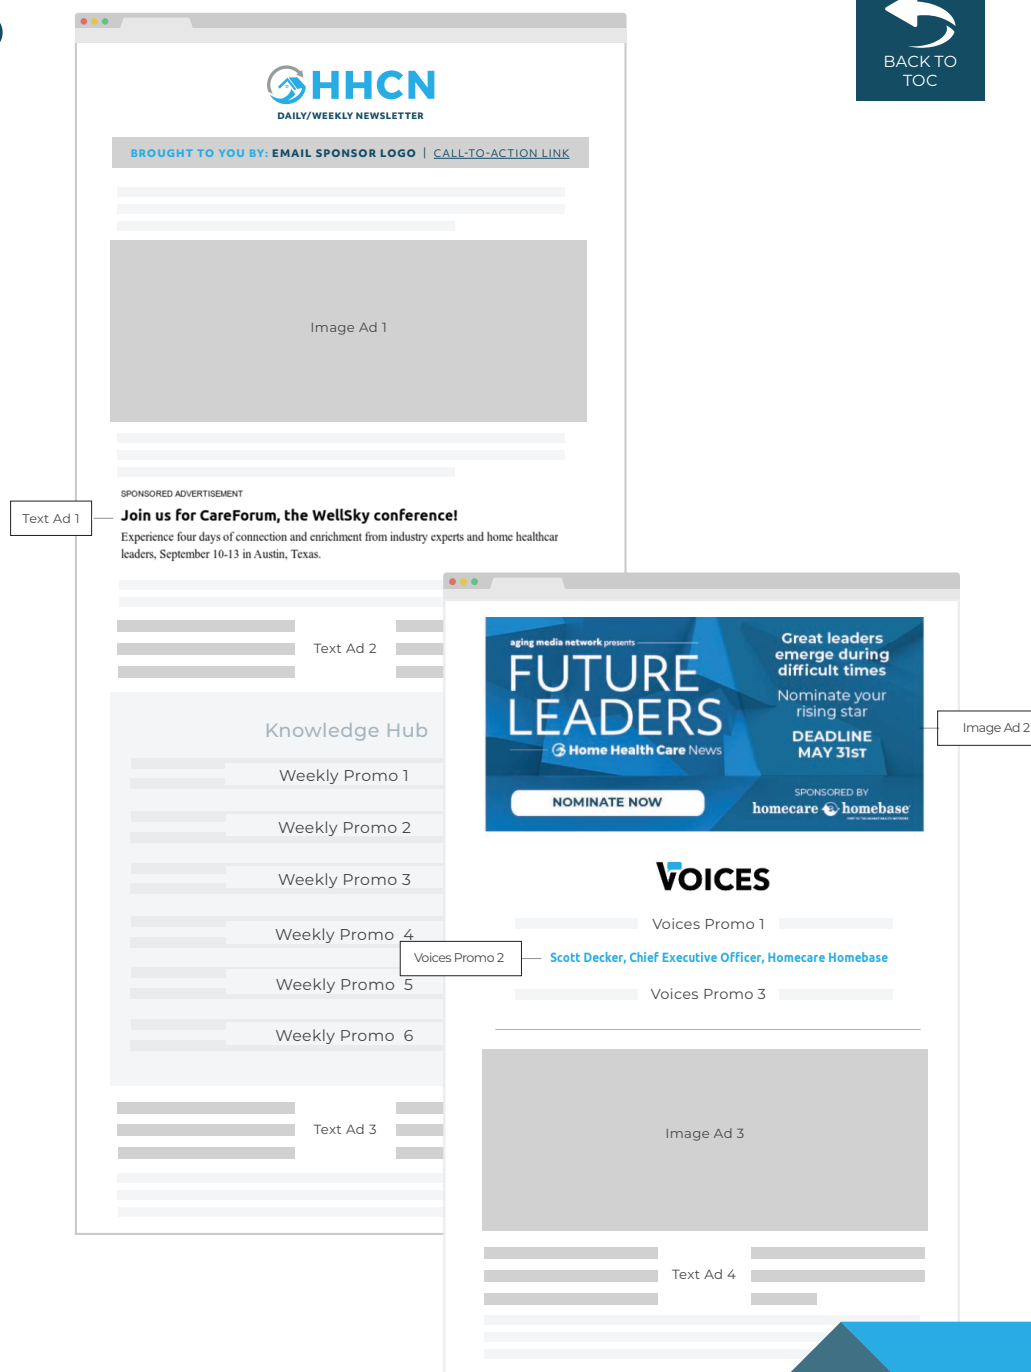 BACK TO
TOC
HHCN
DAILY/WEEKLY NEWSLETTER
BROUGHT TO YOU BY: EMAIL SPONSOR LOGO | CALL-TO-ACTION LINK
Image Ad 1
SPONSORED ADVERTISEMENT
Text Ad 1
Join us for CareForum, the WellSky conference!
Experience four days of connection and enrichment from industry experts and home healthcar
leaders, September 10-13 in Austin, Texas.
Text Ad 2
Knowledge Hub
Weekly Promo 1
Weekly Promo 2
Weekly Promo 3
Weekly Promo 4
Weekly Promo 5
Weekly Promo 6
Text Ad 3
aging media network presents
FUTURE
LEADERS
Home Health Care News
NOMINATE NOW
Great leaders
emerge during
difficult times
Nominate your
rising star
DEADLINE
MAY 31ST
SPONSORED BY
homecare homebase
Image Ad 2
VOICES
Voices Promo 1
Voices Promo 2
Scott Decker, Chief Executive Officer, Homecare Homebase
Voices Promo 3
Image Ad 3
Text Ad 4